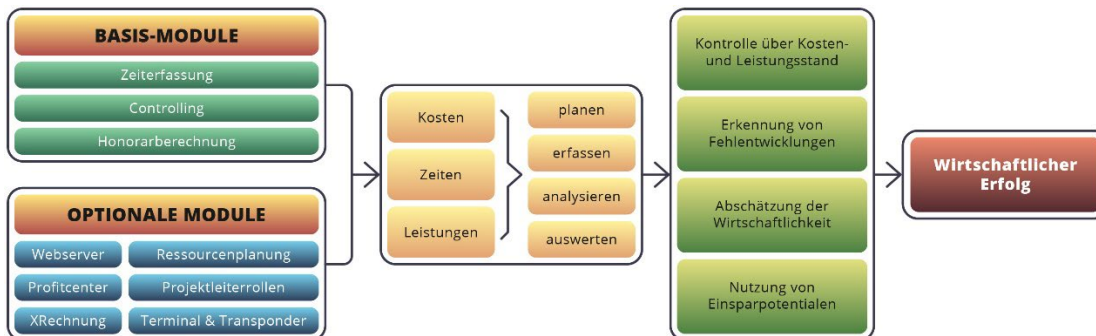 BASIS-MODULE
Zeiterfassung
Controlling
Honorarberechnung
OPTIONALE MODULE
Webserver
Ressourcenplanung
Profitcenter
Projektleiterrollen
XRechnung
Terminal & Transponder
Kosten
Zeiten
Leistungen
planen
erfassen
analysieren
auswerten
Kontrolle über Kosten-
und Leistungsstand
Erkennung von
Fehlentwicklungen
Abschätzung der
Wirtschaftlichkeit
Nutzung von
Einsparpotentialen
Wirtschaftlicher
Erfolg